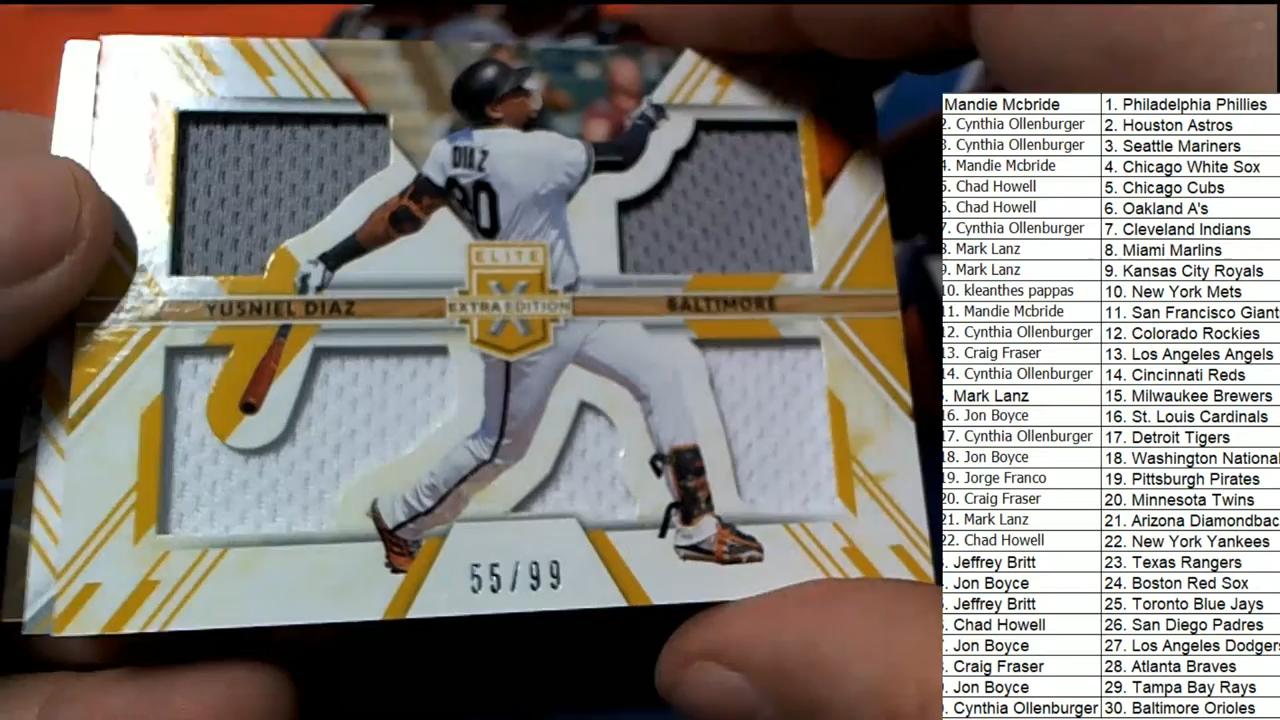 DIAZ
80
ELITE
X
EXTRA EDITION
YUSNIEL DIAZ
BALTIMORE
55/99
Mandie Mcbride 1. Philadelphia Phillies
2. Cynthia Ollenburger 2. Houston Astros
3. Cynthia Ollenburger 3. Seattle Mariners
4. Mandie Mcbride 4. Chicago White Sox
5. Chad Howell 5. Chicago Cubs
6. Chad Howell 6. Oakland A's
7. Cynthia Ollenburger 7. Cleveland Indians
8. Mark Lanz 8. Miami Marlins
9. Mark Lanz 9. Kansas City Royals
10. kleanthes pappas 10. New York Mets
11. Mandie Mcbride 11. San Francisco Giant
12. Cynthia Ollenburger 12. Colorado Rockies
13. Craig Fraser 13. Los Angeles Angels
14. Cynthia Ollenburger 14. Cincinnati Reds
. Mark Lanz 15. Milwaukee Brewers
16. Jon Boyce 16. St. Louis Cardinals
17. Cynthia Ollenburger 17. Detroit Tigers
18. Jon Boyce 18. Washington National
19. Jorge Franco 19. Pittsburgh Pirates
20. Craig Fraser 20. Minnesota Twins
21. Mark Lanz 21. Arizona Diamondbac
22. Chad Howell 22. New York Yankees
. Jeffrey Britt 23. Texas Rangers
. Jon Boyce 24. Boston Red Sox
. Jeffrey Britt 25. Toronto Blue Jays
. Chad Howell 26. San Diego Padres
. Jon Boyce 27. Los Angeles Dodgers
. Craig Fraser 28. Atlanta Braves
. Jon Boyce 29. Tampa Bay Rays
. Cynthia Ollenburger 30. Baltimore Orioles